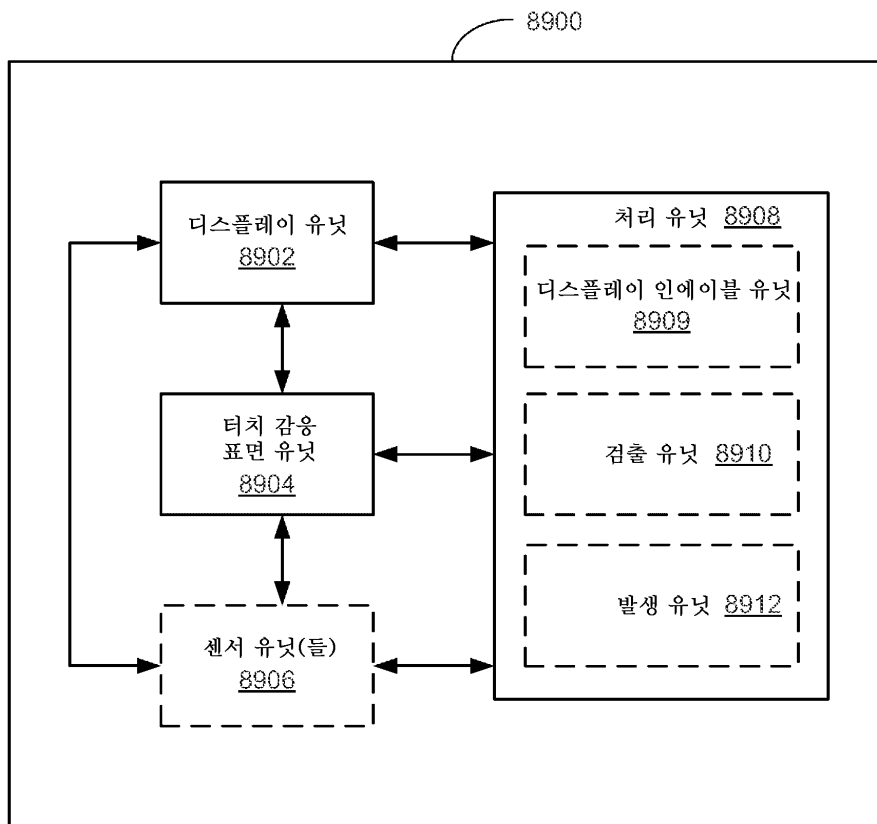 8900
디스플레이 유닛
8902
터치 감응
표면 유닛
8904
센서 유닛(들)
8906
처리 유닛 8908
디스플레이 인에이블 유닛
8909
검출 유닛 8910
발생 유닛 8912